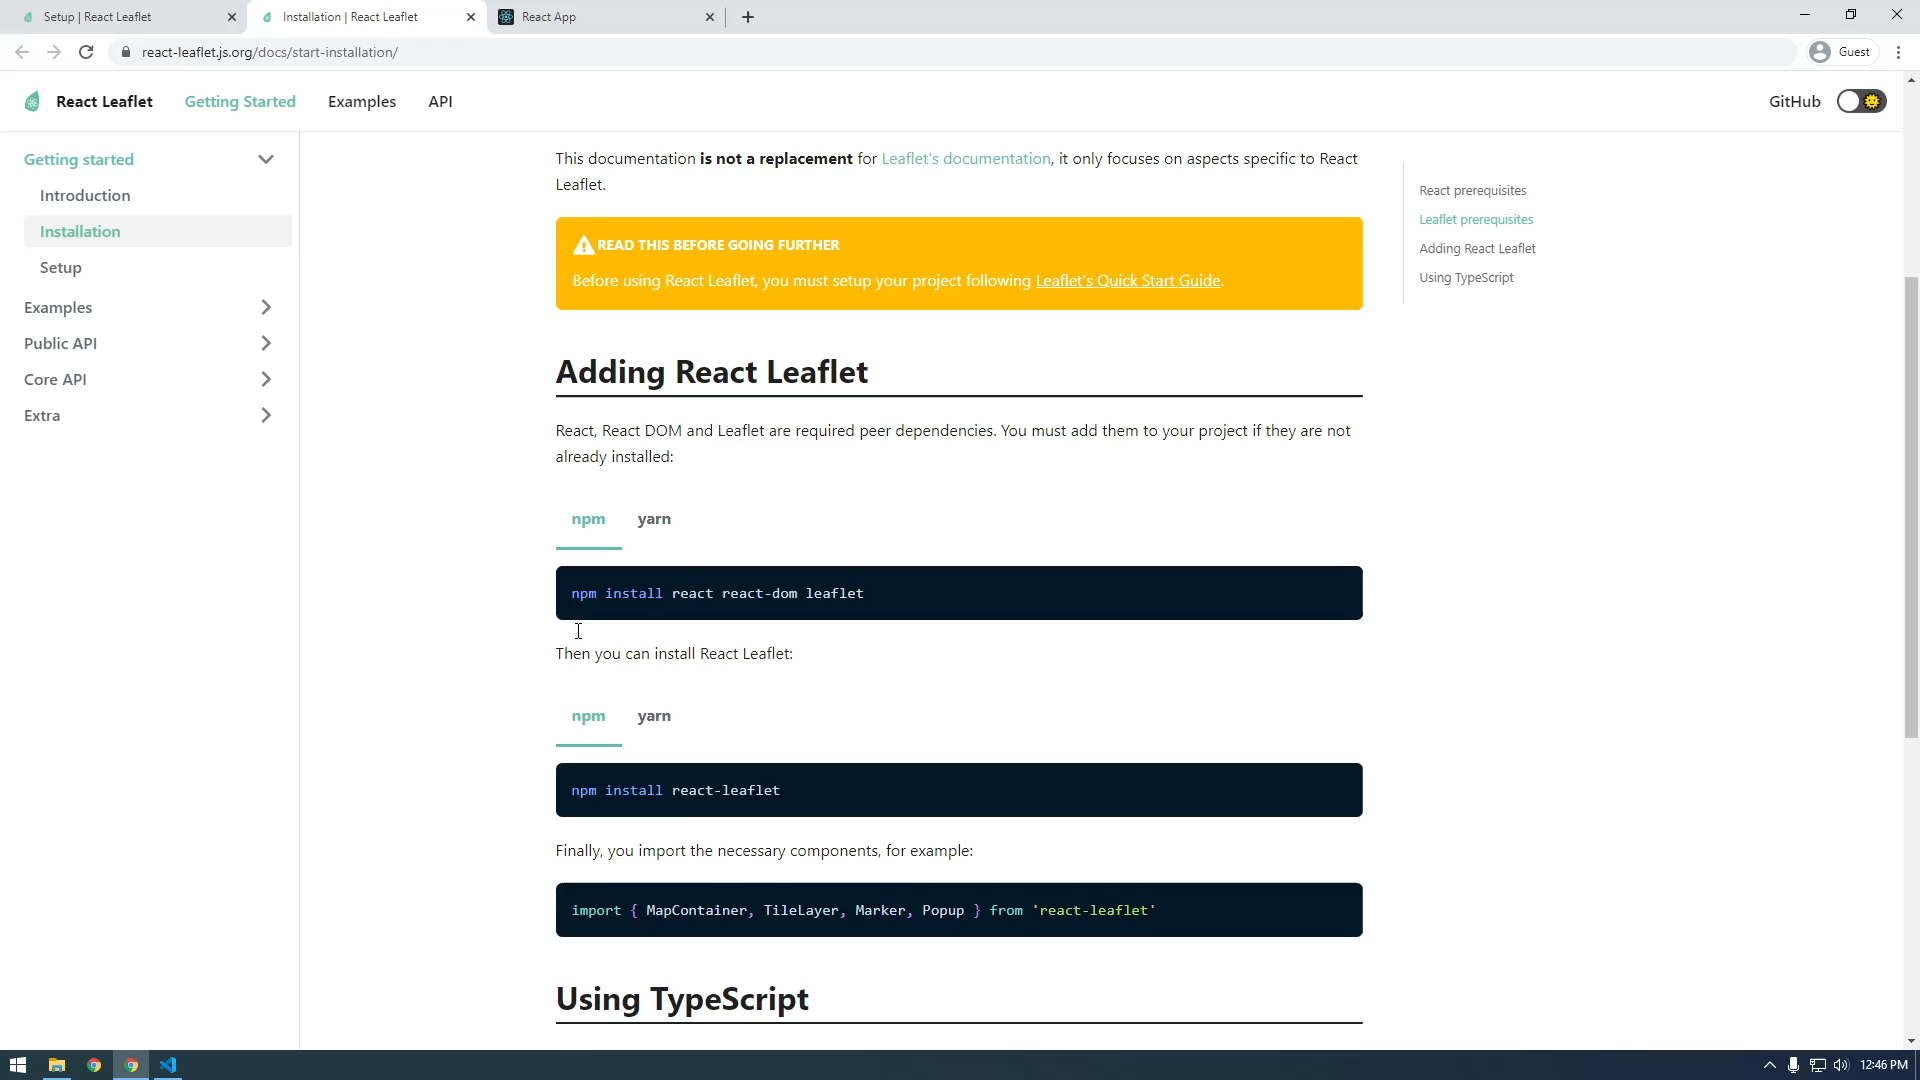 Setup | React Leaflet
Installation | React Leaflet
React App
react-leaflet.js.org/docs/start-installation/
Guest
React Leaflet
Getting Started
Examples
API
GitHub
Getting started
Introduction
Installation
Setup
Examples
Public API
Core API
Extra
This documentation is not a replacement for Leaflet's documentation, it only focuses on aspects specific to React
Leaflet.
READ THIS BEFORE GOING FURTHER
Before using React Leaflet, you must setup your project following Leaflet's Quick Start Guide.
Adding React Leaflet
React, React DOM and Leaflet are required peer dependencies. You must add them to your project if they are not
already installed:
npm yarn
npm install react react-dom leaflet
Then you can install React Leaflet:
npm yarn
npm install react-leaflet
Finally, you import the necessary components, for example:
import { MapContainer, TileLayer, Marker, Popup } from 'react-leaflet'
Using TypeScript
React prerequisites
Leaflet prerequisites
Adding React Leaflet
Using TypeScript
12:46 PM